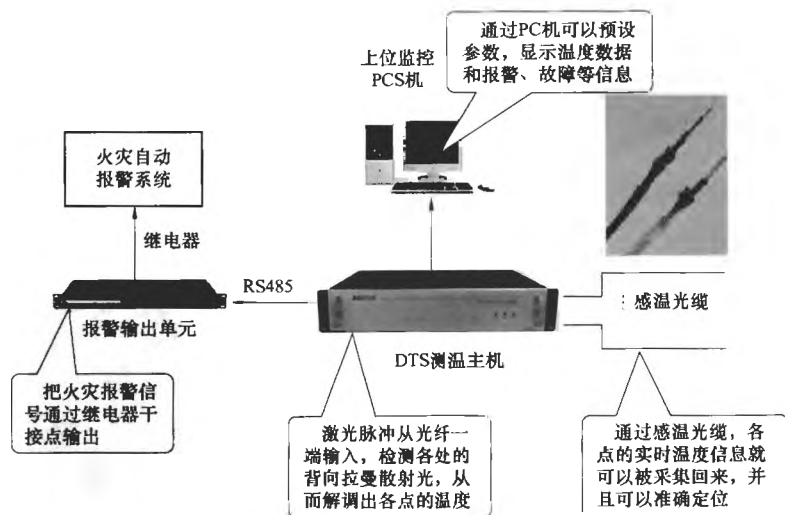 通过PC机可以预设
参数，显示温度数据
和报警、故障等信息
上位监控
PCS机
火灾自动
报警系统
继电器
RS485
感温光缆
报警输出单元
DTS测温主机
把火灾报警信
号通过继电器干
接点输出
激光脉冲从光纤一
端输入，检测各处的
背向拉曼散射光，从
而解调出各点的温度
通过感温光缆，各
点的实时温度信息就
可以被采集回来，并
且可以准确定位